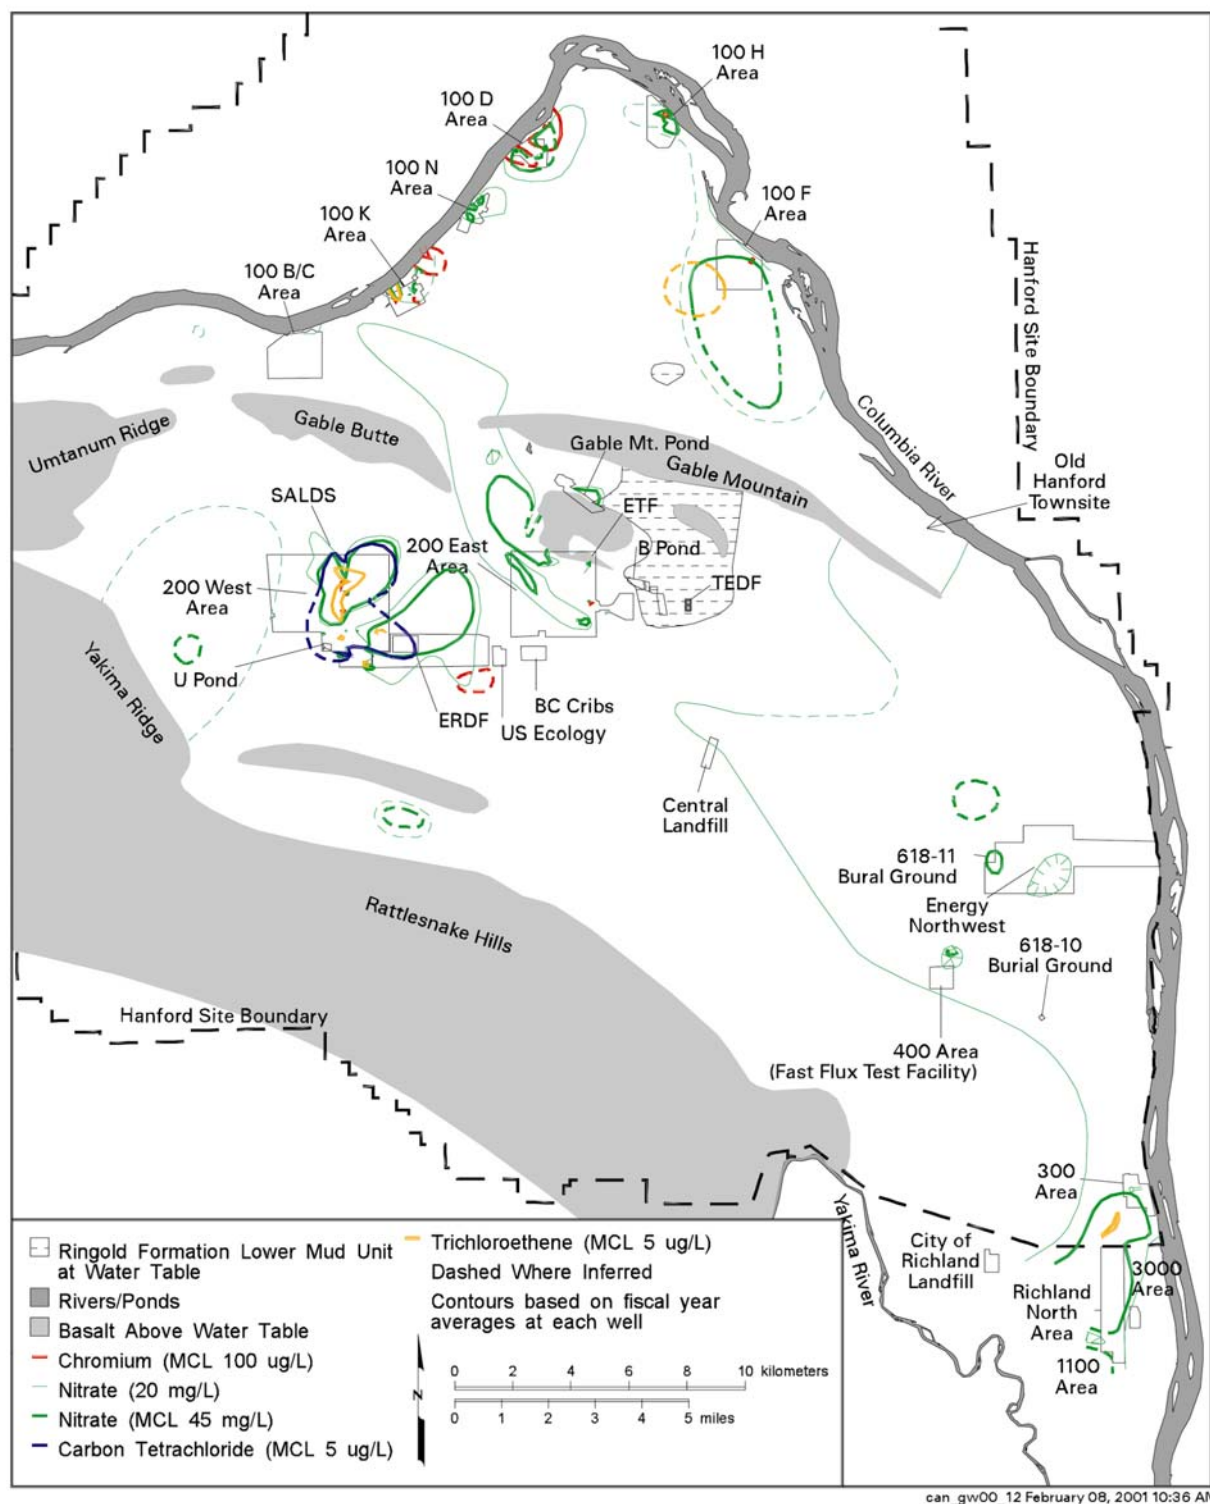 100 H
Area
100 D
Area
100 N
Area
100 F
Area
100 K
Area
100 B/C
Area
Hanford Site Boundary
Columbia River
Umtanum Ridge
Gable Butte
Gable Mt. Pond
Gable Mountain
Old
Hanford
Townsite
SALDS
ETF
200 East
Area
B Pond
200 West
Area
TEDF
Yakima Ridge
U Pond
ERDF
BC Cribs
US Ecology
Central
Landfill
618-11
Bural Ground
Energy
Northwest
Rattlesnake Hills
618-10
Burial Ground
Hanford Site Boundary
400 Area
(Fast Flux Test Facility)
300
Area
Yakima River
City of
Richland
Landfill
3000
Area
Richland
North
Area
1100
Area
Ringold Formation Lower Mud Unit
at Water Table
Rivers/Ponds
Basalt Above Water Table
Chromium (MCL 100 ug/L)
Nitrate (20 mg/L)
Nitrate (MCL 45 mg/L)
Carbon Tetrachloride (MCL 5 ug/L)
Trichloroethene (MCL 5 ug/L)
Dashed Where Inferred
Contours based on fiscal year
averages at each well
N
0 2 4 6 8 10 kilometers
0 1 2 3 4 5 miles
can_gw00_12 February 08, 2001 10:36 AM